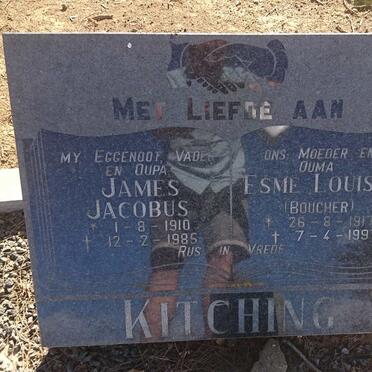 MET LIEFDE AAN
MY EGGENOOT, VADER
EN OUPA
JAMES
JACOBUS
* 1-8-1910
† 12-2-1985
ONS MOEDER EN
OUMA
ESME LOUIS
(BOUCHER)
* 26-8-191
† 7-4-199
RUS IN VREDE
KITCHING